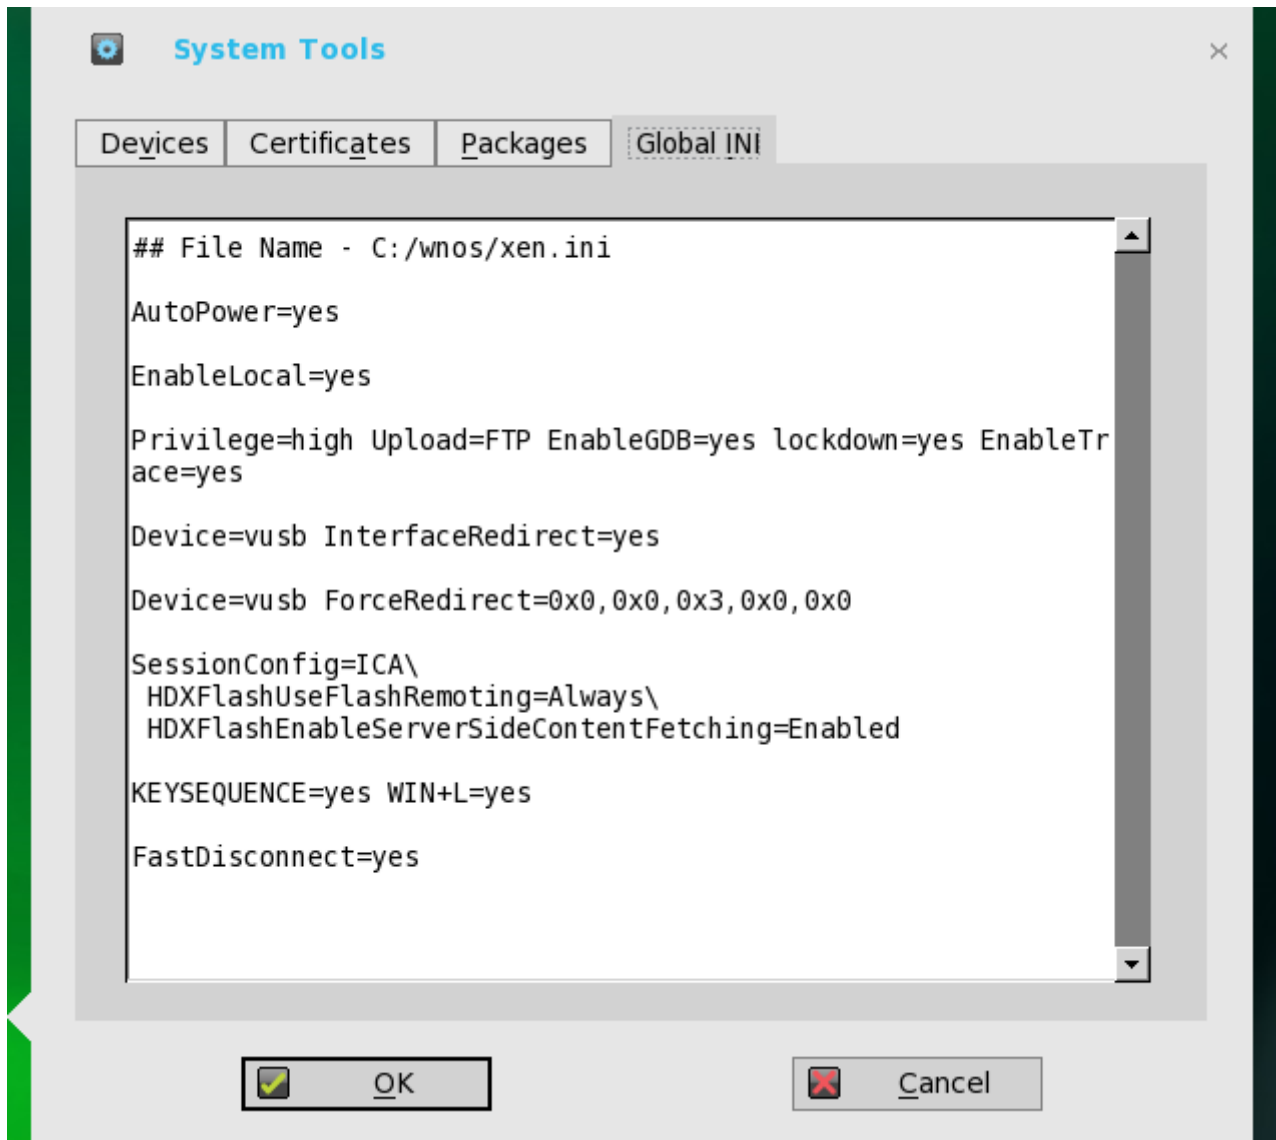 System Tools
×
Devices Certificates Packages Global INI
## File Name - C:/wnos/xen.ini
AutoPower=yes
EnableLocal=yes
Privilege=high Upload=FTP EnableGDB=yes lockdown=yes EnableTr
ace=yes
Device=vusb InterfaceRedirect=yes
Device=vusb ForceRedirect=0x0,0x0,0x3,0x0,0x0
SessionConfig=ICA\
HDXFlashUseFlashRemoting=Always\
HDXFlashEnableServerSideContentFetching=Enabled
KEYSEQUENCE=yes WIN+L=yes
FastDisconnect=yes
OK Cancel